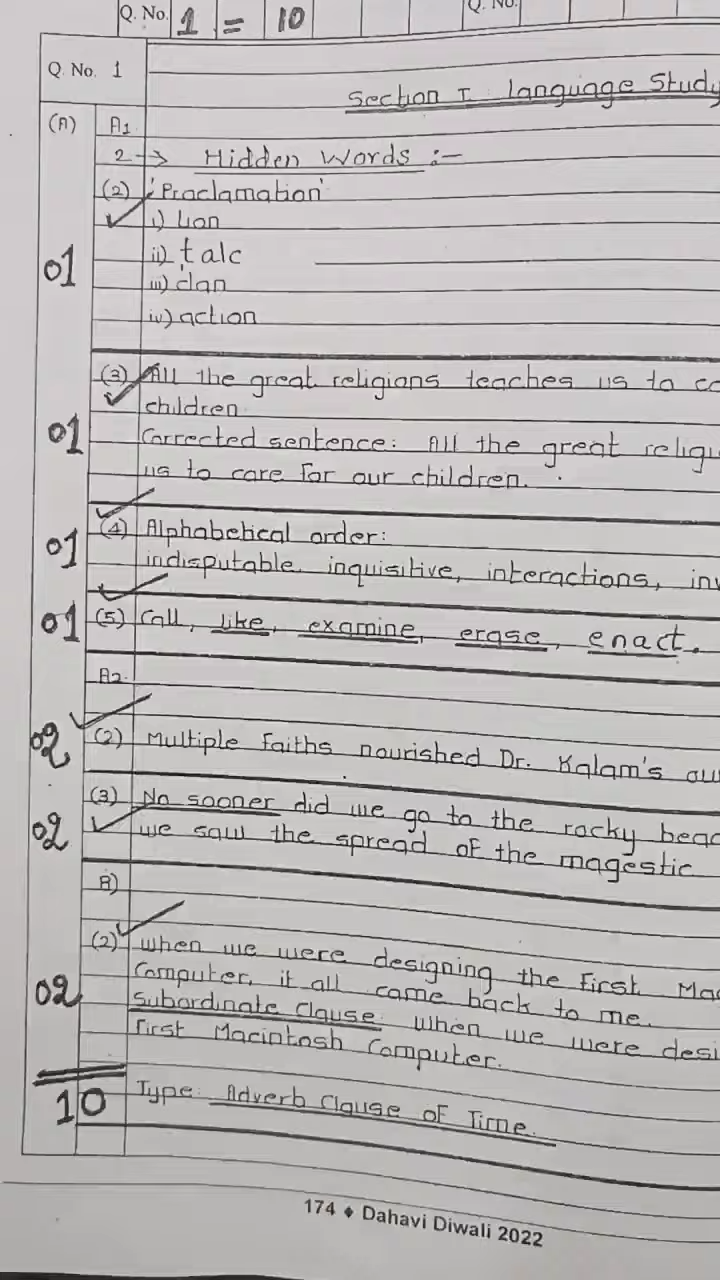 Q. No. 1 = 10 Q. No.
Q. No. 1
Section I Language Study
(A) A1
2 → Hidden Words :-
(2) 'Proclamation'
i) Lion
ii) talc
01
iii) clan
iv) action
(3) All the great religions teaches us to
children
01
Corrected sentence: All the great
us to care for our children.
(4) Alphabetical order:
01
indisputable, inquisitive, interactions,
01 (5) Call, like, examine, erase, enact.
A2
02 (2) Multiple faiths nourished Dr. Kalam's
(3) No sooner did we go to the rocky
02
we saw the spread of the magestic
B)
(2) When we were designing the First
Computer, it all came back to me.
02
Subordinate Clause: When we were
First Macintosh Computer.
10
Type: Adverb Clause of Time.
174 ♦ Dahavi Diwali 2022